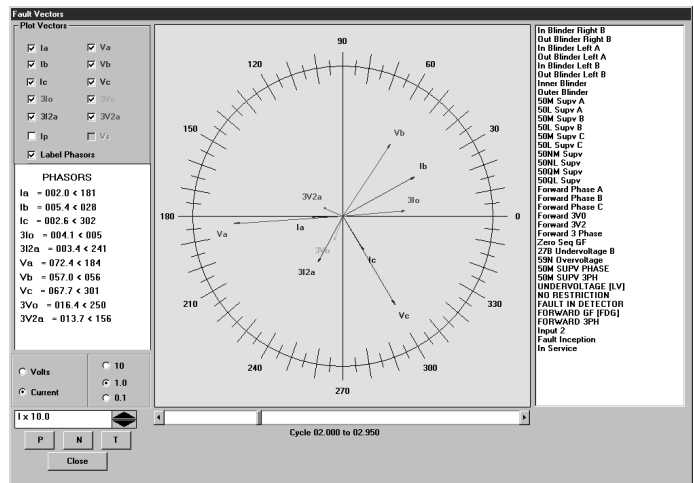 Fault Vectors
Plot Vectors
Ia Va
Ib Vb
Ic Vc
3Io 3Vo
3I2a 3V2a
Ip Vs
Label Phasors
PHASORS
Ia = 002.0 < 181
Ib = 005.4 < 028
Ic = 002.6 < 302
3Io = 004.1 < 005
3I2a = 003.4 < 241
Va = 072.4 < 184
Vb = 057.0 < 056
Vc = 067.7 < 301
3Vo = 016.4 < 250
3V2a = 013.7 < 156
Volts
Current
10
1.0
0.1
I x 10.0
P N T
Close
90
120 60
150 30
Vb
Ib
3V2a 3Io
180 0
Va Ia
3Vo Ic
3I2a
210 330
Vc
240 300
270
Cycle 02.000 to 02.950
In Blinder Right B
Out Blinder Right B
In Blinder Left A
Out Blinder Left A
In Blinder Left B
Out Blinder Left B
Inner Blinder
Outer Blinder
50M Supv A
50L Supv A
50M Supv B
50L Supv B
50M Supv C
50L Supv C
50NM Supv
50NL Supv
50QL Supv
Forward Phase A
Forward Phase B
Forward Phase C
Forward 3V0
Forward 3V2
Forward 3 Phase
Zero Seq GF
27B Undervoltage B
59N Overvoltage
50M SUPV PHASE
50M SUPV 3PH
UNDERVOLTAGE [LV]
NO RESTRICTION
FAULT IN DETECTOR
FORWARD GF [FDG]
FORWARD 3PH
Input 2
Fault Inception
In Service